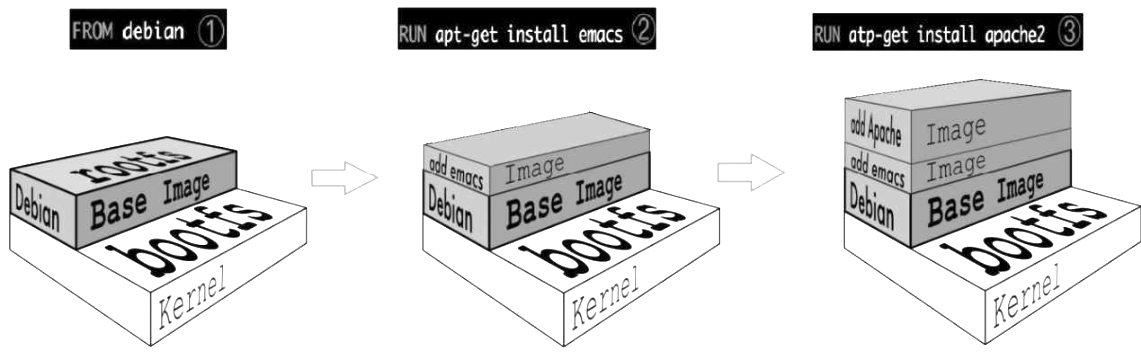 FROM debian ①
RUN apt-get install emacs ②
RUN atp-get install apache2 ③
rootfs
Debian
Base Image
bootfs
Kernel
add emacs
Image
Debian
Base Image
bootfs
Kernel
add Apache
Image
add emacs
Image
Debian
Base Image
bootfs
Kernel